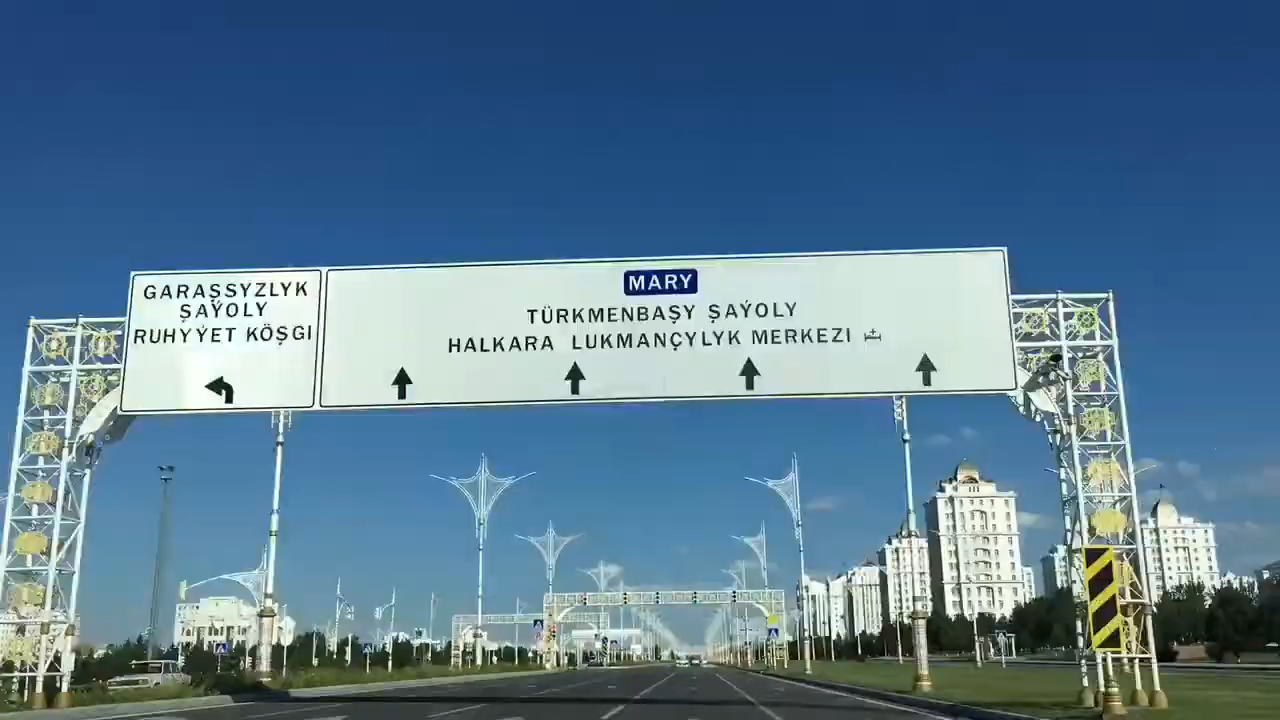 GARAŞSYZLYK
ŞAÝOLY
RUHYÝET KÖŞGI
MARY
TÜRKMENBAŞY ŞAÝOLY
HALKARA LUKMANÇYLYK MERKEZI